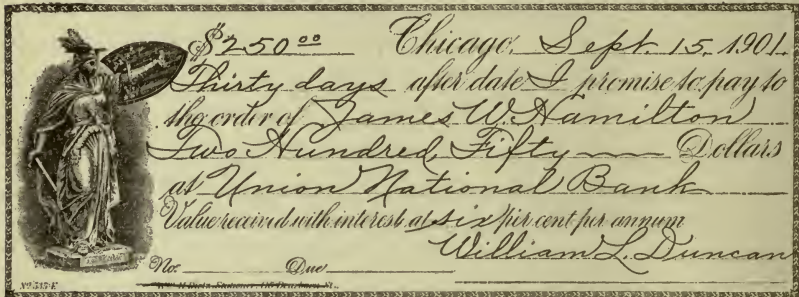 $250 00 Chicago, Sept. 15, 1901.
Thirty days after date I promise to pay to
the order of James W. Hamilton
Two Hundred, Fifty Dollars
at Union National Bank
Value received with interest at six per cent per annum
William L. Duncan
No. Due